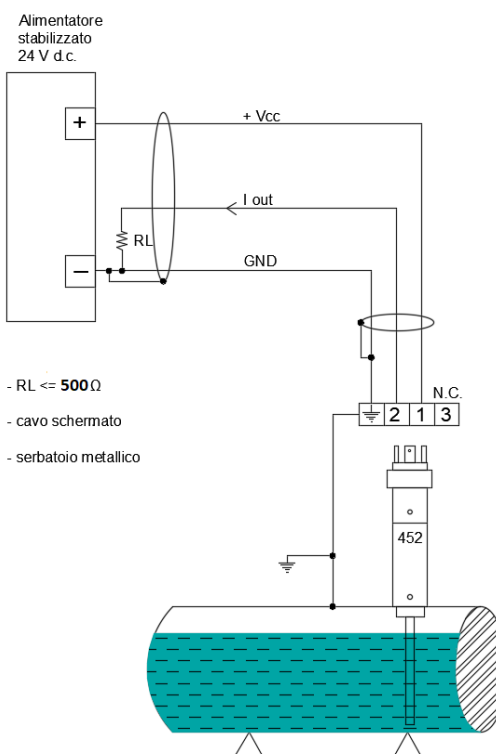 Alimentatore
stabilizzato
24 V d.c.
+
+ Vcc
I out
RL
−
GND
- RL <= 500Ω
- cavo schermato
- serbatoio metallico
N.C.
2 1 3
452